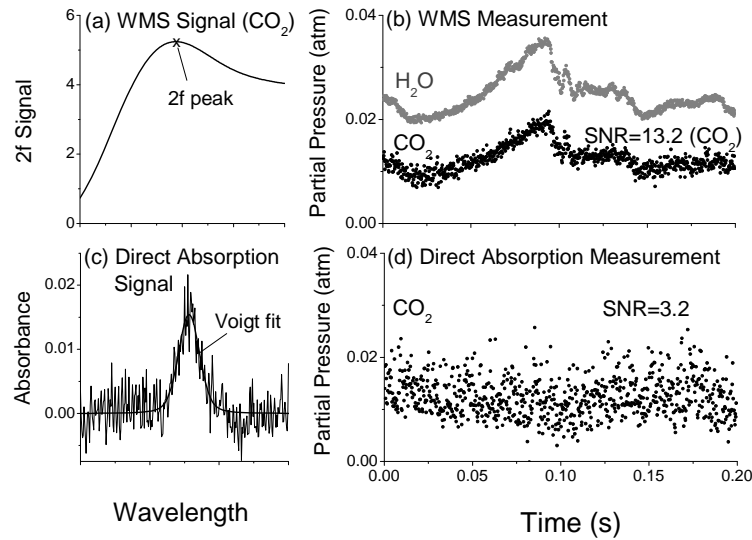 (a) WMS Signal (CO₂)
6
4
2
0
2f Signal
x
2f peak
(b) WMS Measurement
0.04
0.02
0.00
Partial Pressure (atm)
H₂O
CO₂
SNR=13.2 (CO₂)
(c) Direct Absorption
Signal
0.02
0.01
0.00
Absorbance
Voigt fit
Wavelength
(d) Direct Absorption Measurement
0.04
0.02
0.00
Partial Pressure (atm)
CO₂
SNR=3.2
0.00 0.05 0.10 0.15 0.20
Time (s)